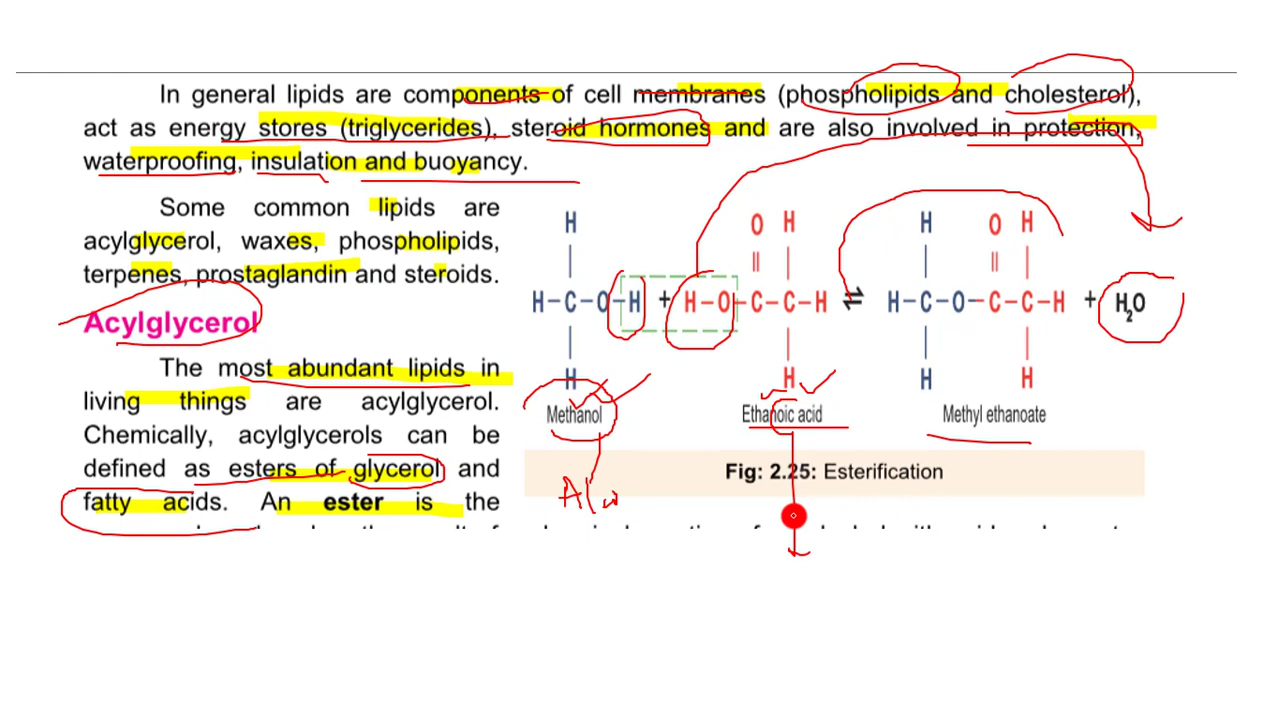 In general lipids are components of cell membranes (phospholipids and cholesterol),
act as energy stores (triglycerides), steroid hormones and are also involved in protection,
waterproofing, insulation and buoyancy.
Some common lipids are
acylglycerol, waxes, phospholipids,
terpenes, prostaglandin and steroids.
Acylglycerol
The most abundant lipids in
living things are acylglycerol.
Chemically, acylglycerols can be
defined as esters of glycerol and
fatty acids. An ester is the
H O H H O H
H–C–O–H + H–O–C–C–H ⇌ H–C–O–C–C–H + H₂O
H H H H
Methanol Ethanoic acid Methyl ethanoate
Fig: 2.25: Esterification